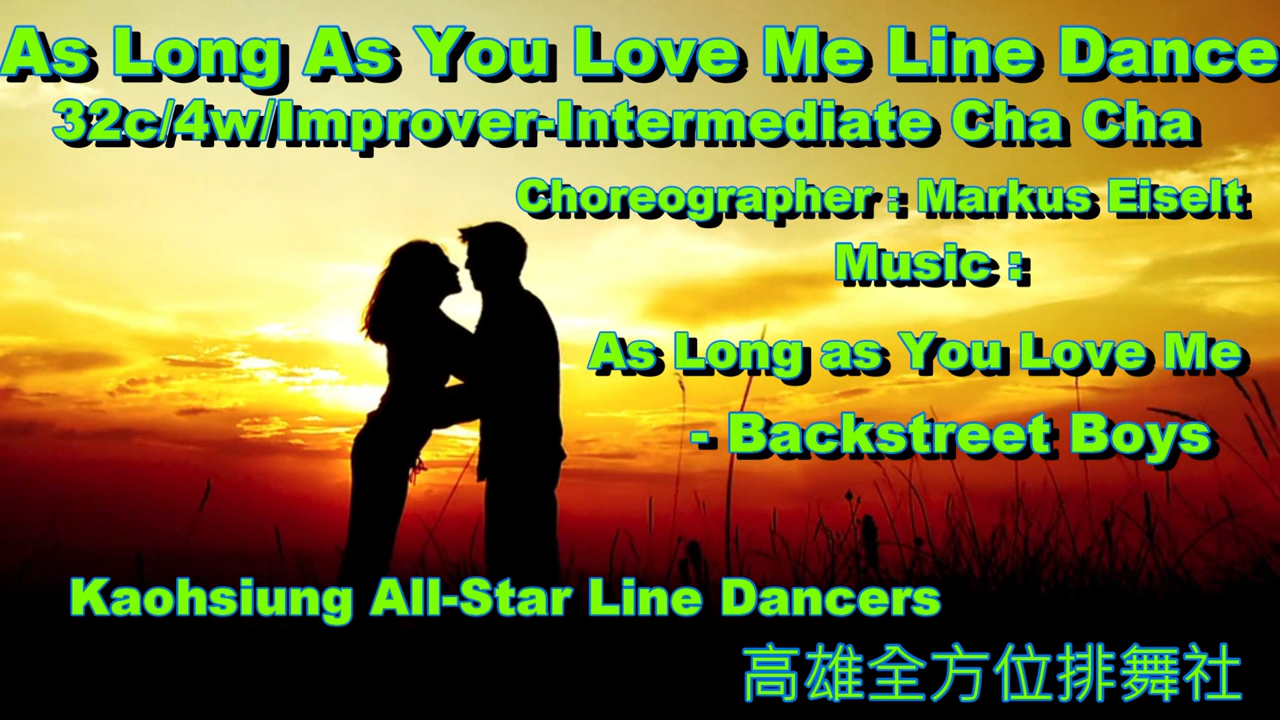 As Long As You Love Me Line Dance
32c/4w/Improver-Intermediate Cha Cha
Choreographer : Markus Eiselt
Music :
As Long as You Love Me
- Backstreet Boys
Kaohsiung All-Star Line Dancers
高雄全方位排舞社